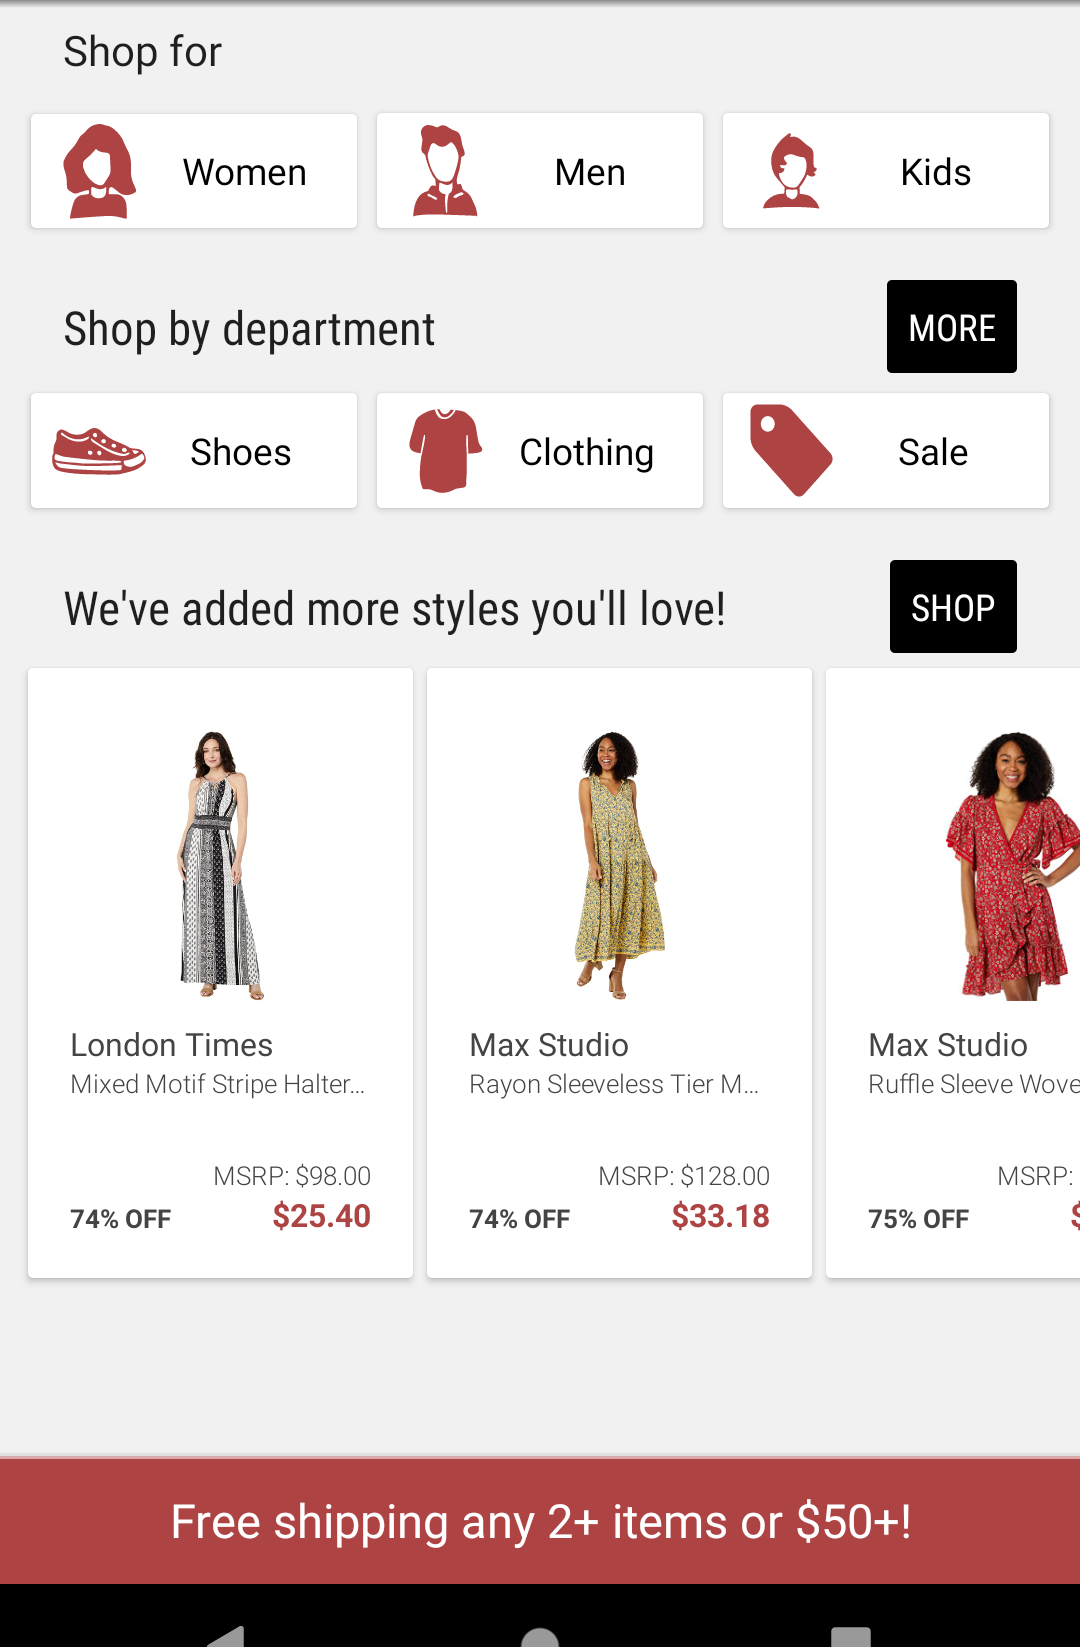 Shop for
Women
Men
Kids
Shop by department
MORE
Shoes
Clothing
Sale
We've added more styles you'll love!
SHOP
London Times
Mixed Motif Stripe Halter...
MSRP: $98.00
74% OFF
$25.40
Max Studio
Rayon Sleeveless Tier M...
MSRP: $128.00
74% OFF
$33.18
Max Studio
Ruffle Sleeve Wove
MSRP:
75% OFF
Free shipping any 2+ items or $50+!